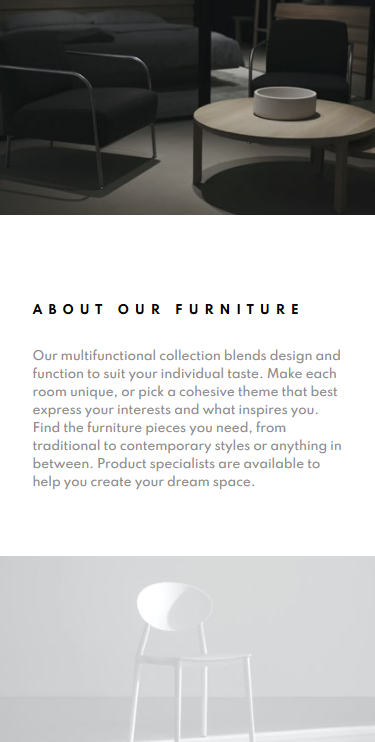 ABOUT OUR FURNITURE
Our multifunctional collection blends design and
function to suit your individual taste. Make each
room unique, or pick a cohesive theme that best
express your interests and what inspires you.
Find the furniture pieces you need, from
traditional to contemporary styles or anything in
between. Product specialists are available to
help you create your dream space.